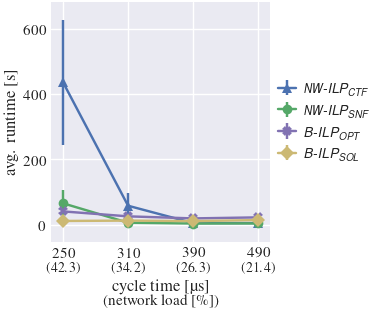 600
400
200
0
avg. runtime [s]
250 310 390 490
(42.3) (34.2) (26.3) (21.4)
cycle time [µs]
(network load [%])
NW-ILP_CTF
NW-ILP_SNF
B-ILP_OPT
B-ILP_SOL